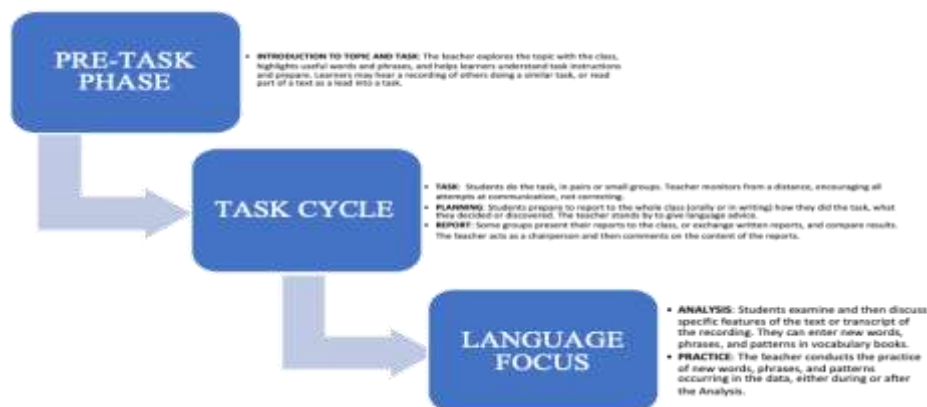 PRE-TASK
PHASE
• INTRODUCTION TO TOPIC AND TASK: The teacher explores the topic with the class,
highlights useful words and phrases, and helps learners understand task instructions
and prepare. Learners may hear a recording of others doing a similar task, or read
part of a text as a lead into a task.
TASK CYCLE
• TASK: Students do the task, in pairs or small groups. Teacher monitors from a distance, encouraging all
attempts at communication, not correcting.
• PLANNING: Students prepare to report to the whole class (orally or in writing) how they did the task, what
they decided or discovered. The teacher stands by to give language advice.
• REPORT: Some groups present their reports to the class, or exchange written reports, and compare results.
The teacher acts as a chairperson and then comments on the content of the reports.
LANGUAGE
FOCUS
• ANALYSIS: Students examine and then discuss
specific features of the text or transcript of
the recording. They can enter new words,
phrases, and patterns in vocabulary books.
• PRACTICE: The teacher conducts the practice
of new words, phrases, and patterns
occurring in the data, either during or after
the Analysis.